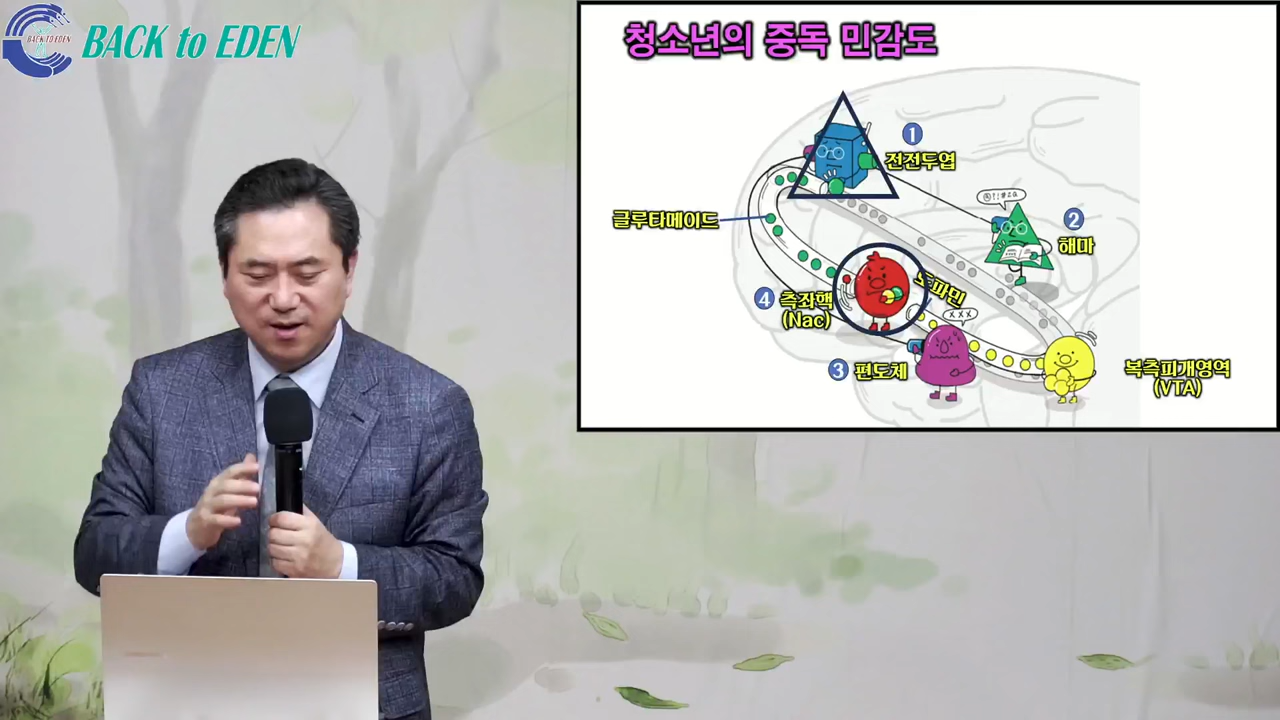 BACK TO EDEN
BACK to EDEN
청소년의 중독 민감도
1
전전두엽
@!!#2a
2
해마
글루타메이드
도파민
4 측좌핵
(Nac)
XXX
3 편도체
복측피개영역
(VTA)